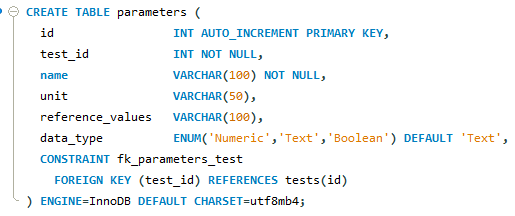 CREATE TABLE parameters (
id INT AUTO_INCREMENT PRIMARY KEY,
test_id INT NOT NULL,
name VARCHAR(100) NOT NULL,
unit VARCHAR(50),
reference_values VARCHAR(100),
data_type ENUM('Numeric','Text','Boolean') DEFAULT 'Text',
CONSTRAINT fk_parameters_test
FOREIGN KEY (test_id) REFERENCES tests(id)
) ENGINE=InnoDB DEFAULT CHARSET=utf8mb4;